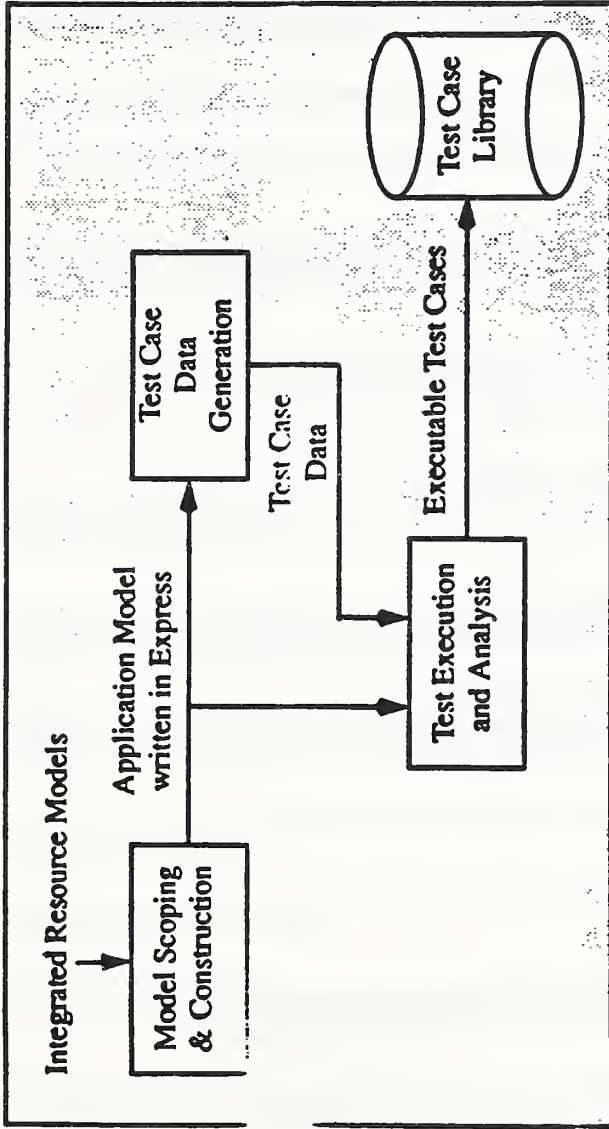 Integrated Resource Models
Model Scoping
& Construction
Application Model
written in Express
Test Case
Data
Generation
Test Case
Data
Test Execution
and Analysis
Executable Test Cases
Test Case
Library